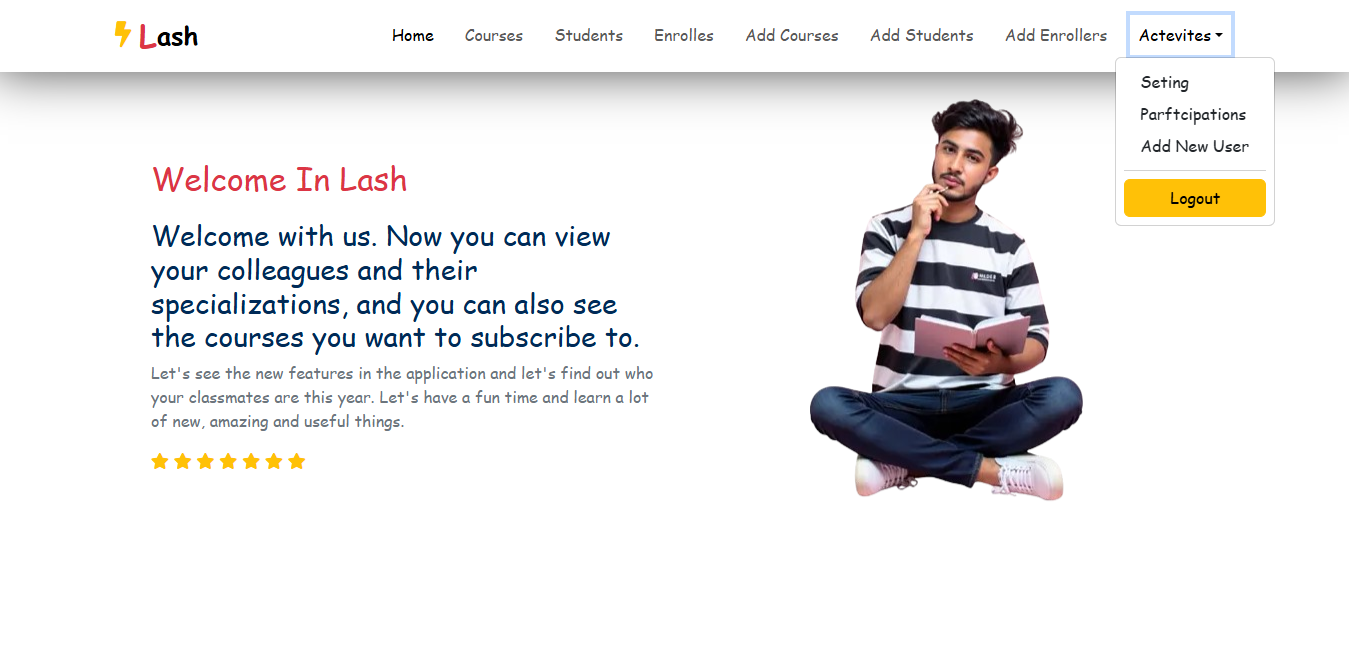 Lash
Home Courses Students Enrolles Add Courses Add Students Add Enrollers Actevites
Seting
Parftcipations
Add New User
Logout
Welcome In Lash
Welcome with us. Now you can view
your colleagues and their
specializations, and you can also see
the courses you want to subscribe to.
Let's see the new features in the application and let's find out who
your classmates are this year. Let's have a fun time and learn a lot
of new, amazing and useful things.